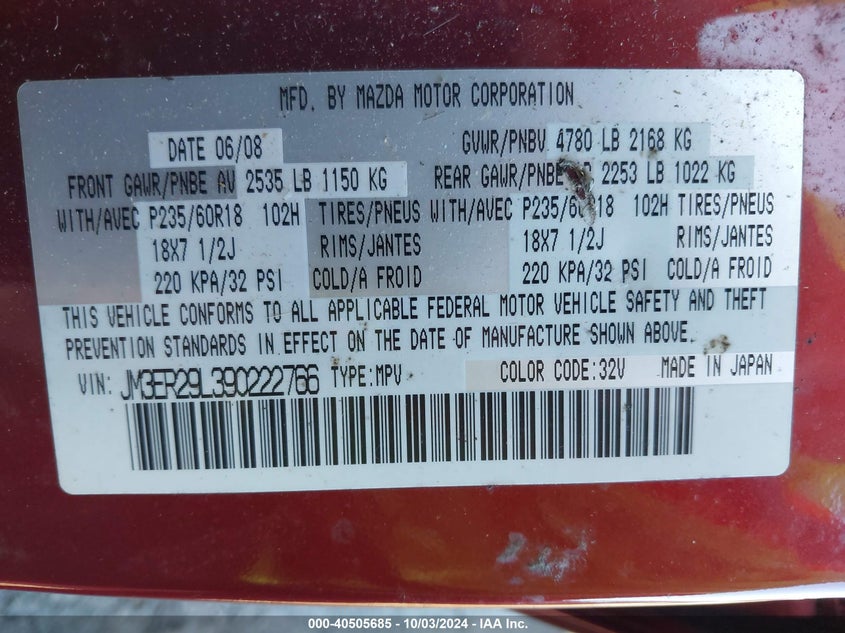 MFD. BY MAZDA MOTOR CORPORATION
DATE 06/08 GVWR/PNBV 4780 LB 2168 KG
FRONT GAWR/PNBE AV 2535 LB 1150 KG REAR GAWR/PNBE 2253 LB 1022 KG
WITH/AVEC P235/60R18 102H TIRES/PNEUS WITH/AVEC P235/60R18 102H TIRES/PNEUS
18X7 1/2J RIMS/JANTES 18X7 1/2J RIMS/JANTES
220 KPA/32 PSI COLD/A FROID 220 KPA/32 PSI COLD/A FROID
THIS VEHICLE CONFORMS TO ALL APPLICABLE FEDERAL MOTOR VEHICLE SAFETY AND THEFT
PREVENTION STANDARDS IN EFFECT ON THE DATE OF MANUFACTURE SHOWN ABOVE.
VIN: JM3ER29L390222766 TYPE:MPV COLOR CODE:32V MADE IN JAPAN
000-40505685 - 10/03/2024 - IAA Inc.